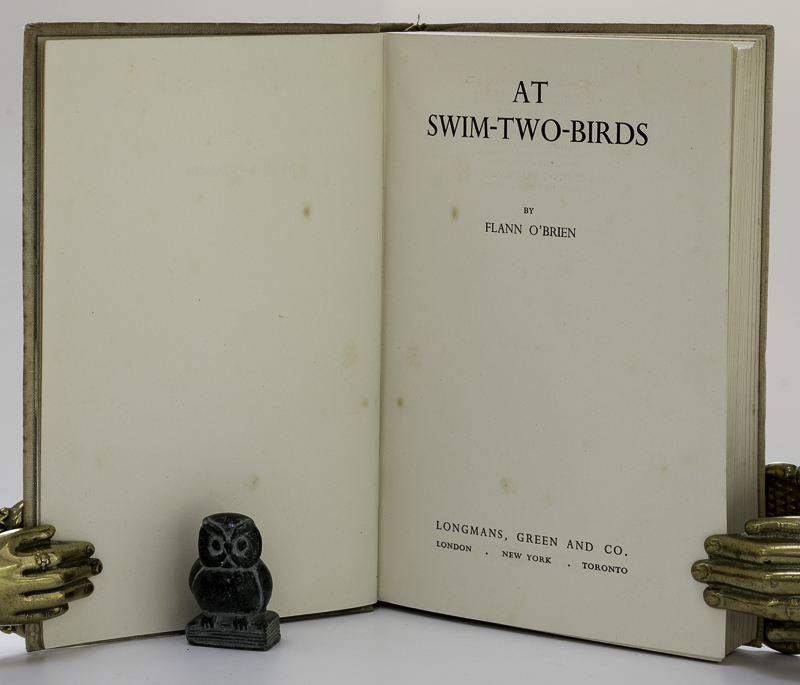 AT
SWIM-TWO-BIRDS
BY
FLANN O'BRIEN
LONGMANS, GREEN AND CO.
LONDON . NEW YORK . TORONTO